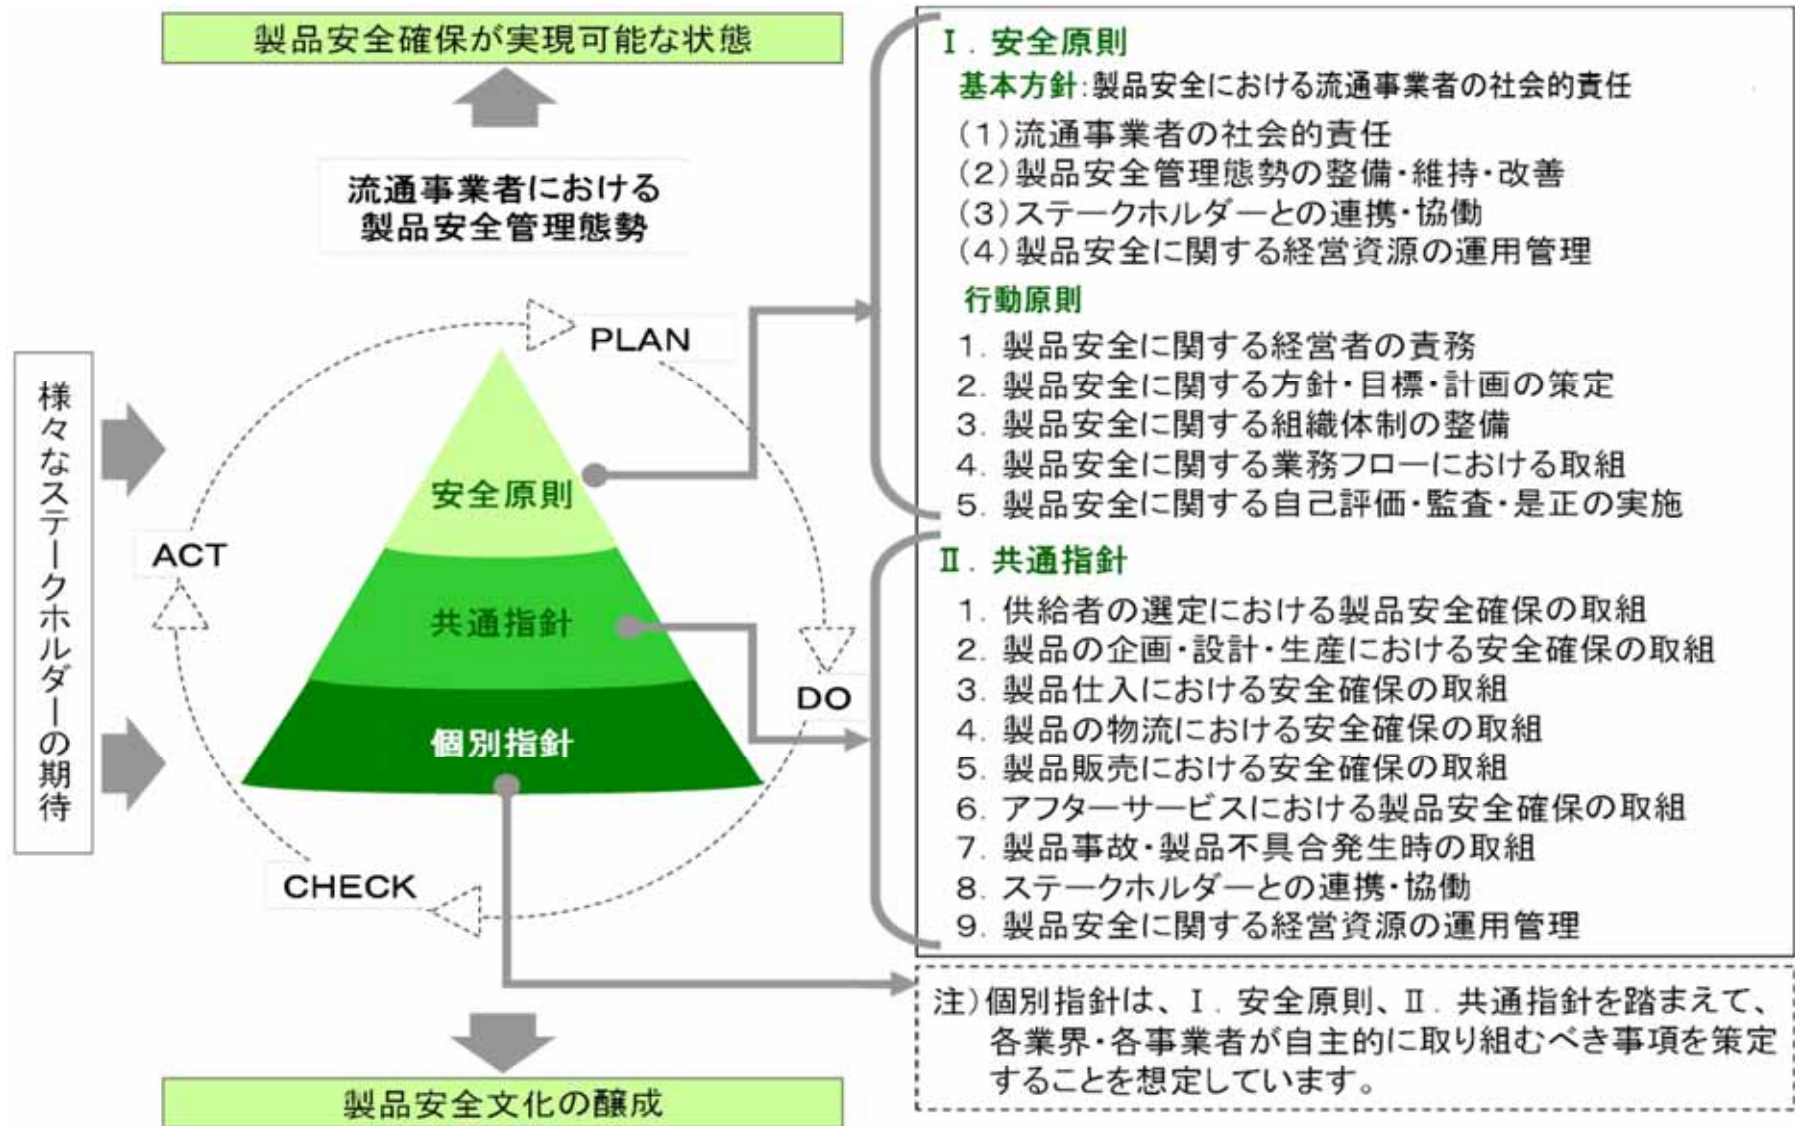 製品安全確保が実現可能な状態
流通事業者における
製品安全管理態勢
様々なステークホルダーの期待
PLAN
DO
CHECK
ACT
安全原則
共通指針
個別指針
製品安全文化の醸成
Ⅰ．安全原則
基本方針:製品安全における流通事業者の社会的責任
(1)流通事業者の社会的責任
(2)製品安全管理態勢の整備・維持・改善
(3)ステークホルダーとの連携・協働
(4)製品安全に関する経営資源の運用管理
行動原則
1．製品安全に関する経営者の責務
2．製品安全に関する方針・目標・計画の策定
3．製品安全に関する組織体制の整備
4．製品安全に関する業務フローにおける取組
5．製品安全に関する自己評価・監査・是正の実施
Ⅱ．共通指針
1．供給者の選定における製品安全確保の取組
2．製品の企画・設計・生産における安全確保の取組
3．製品仕入における安全確保の取組
4．製品の物流における安全確保の取組
5．製品販売における安全確保の取組
6．アフターサービスにおける製品安全確保の取組
7．製品事故・製品不具合発生時の取組
8．ステークホルダーとの連携・協働
9．製品安全に関する経営資源の運用管理
注)個別指針は、Ⅰ．安全原則、Ⅱ．共通指針を踏まえて、
各業界・各事業者が自主的に取り組むべき事項を策定
することを想定しています。